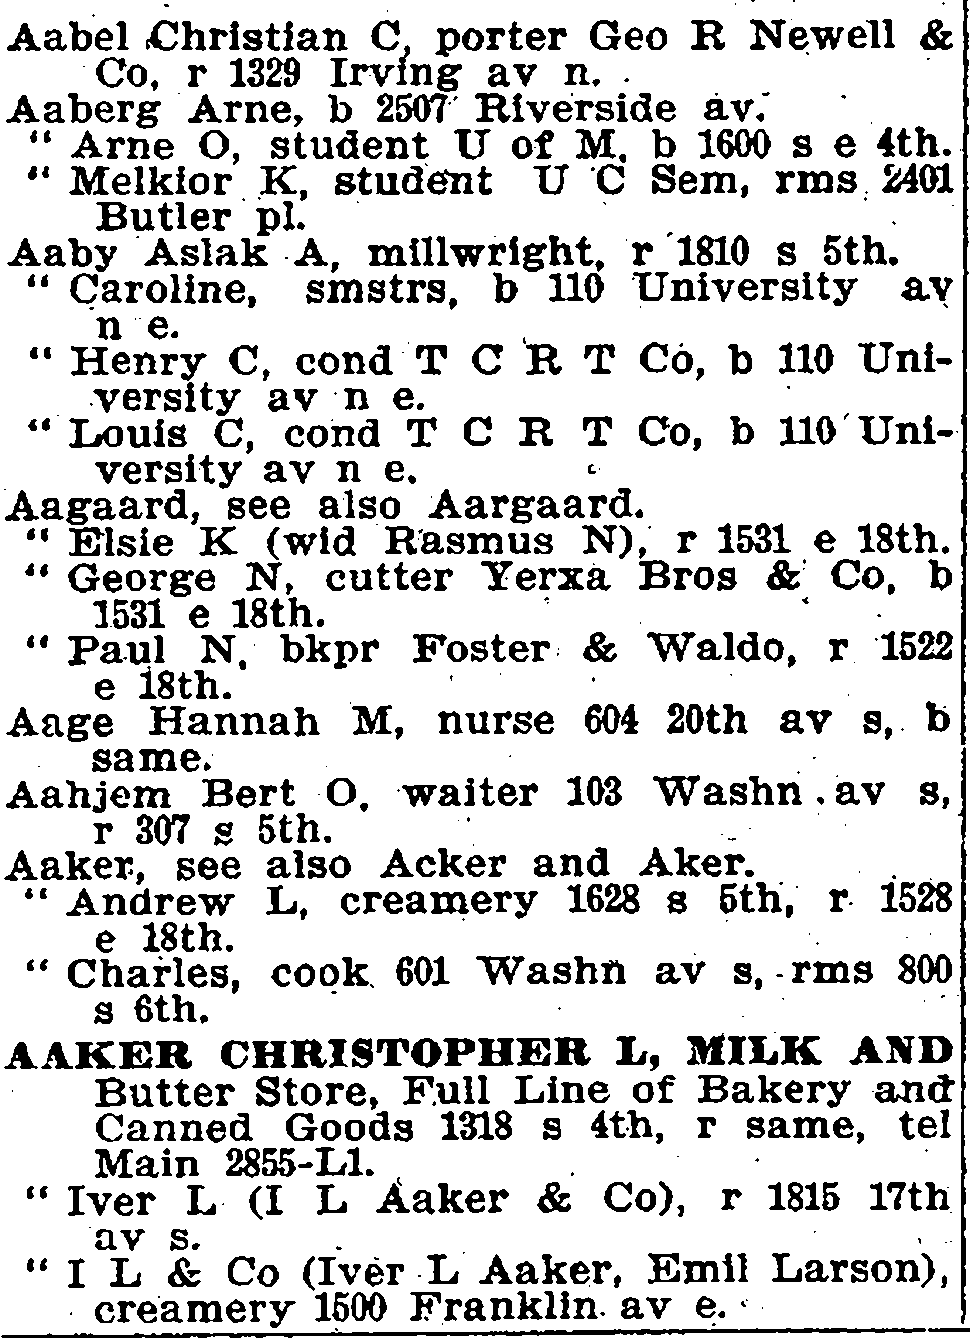 Aabel Christian C, porter Geo R Newell &
Co, r 1329 Irving av n.
Aaberg Arne, b 2507 Riverside av.
" Arne O, student U of M, b 1600 s e 4th.
" Melkior K, student U C Sem, rms 2401
Butler pl.
Aaby Aslak A, millwright, r 1810 s 5th.
" Caroline, smstrs, b 110 University av
n e.
" Henry C, cond T C R T Co, b 110 Uni-
versity av n e.
" Louis C, cond T C R T Co, b 110 Uni-
versity av n e.
Aagaard, see also Aargaard.
" Elsie K (wid Rasmus N), r 1531 e 18th.
" George N, cutter Yerxa Bros & Co, b
1531 e 18th.
" Paul N, bkpr Foster & Waldo, r 1522
e 18th.
Aage Hannah M, nurse 604 20th av s, b
same.
Aahjem Bert O, waiter 103 Washn av s,
r 307 s 5th.
Aaker, see also Acker and Aker.
" Andrew L, creamery 1628 s 5th, r 1528
e 18th.
" Charles, cook 601 Washn av s, rms 800
s 6th.
AAKER CHRISTOPHER L, MILK AND
Butter Store, Full Line of Bakery and
Canned Goods 1318 s 4th, r same, tel
Main 2855-L1.
" Iver L (I L Aaker & Co), r 1815 17th
av s.
" I L & Co (Iver L Aaker, Emil Larson),
creamery 1500 Franklin av e.